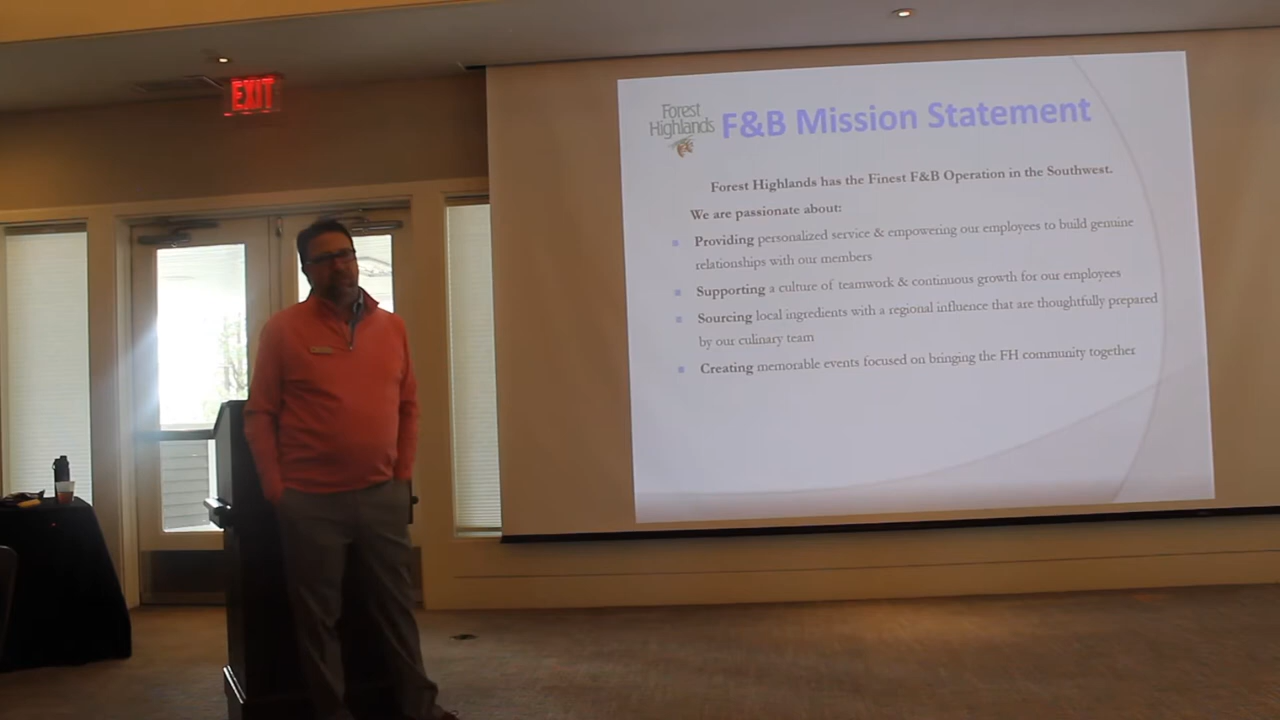 EXIT
Forest
Highlands
F&B Mission Statement
Forest Highlands has the Finest F&B Operation in the Southwest.
We are passionate about:
Providing personalized service & empowering our employees to build genuine
relationships with our members
Supporting a culture of teamwork & continuous growth for our employees
Sourcing local ingredients with a regional influence that are thoughtfully prepared
by our culinary team
Creating memorable events focused on bringing the FH community together